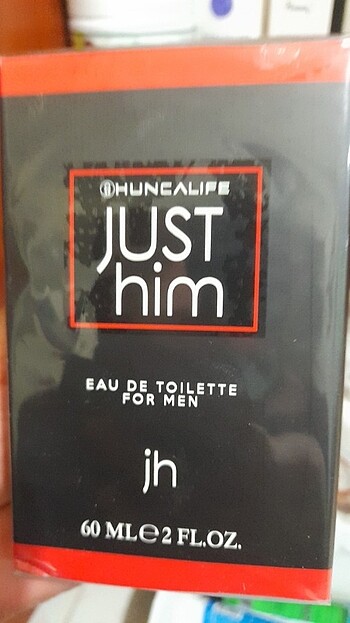 HUNCALIFE
JUST
him
EAU DE TOILETTE
FOR MEN
jh
60 ML℮2 FL.OZ.